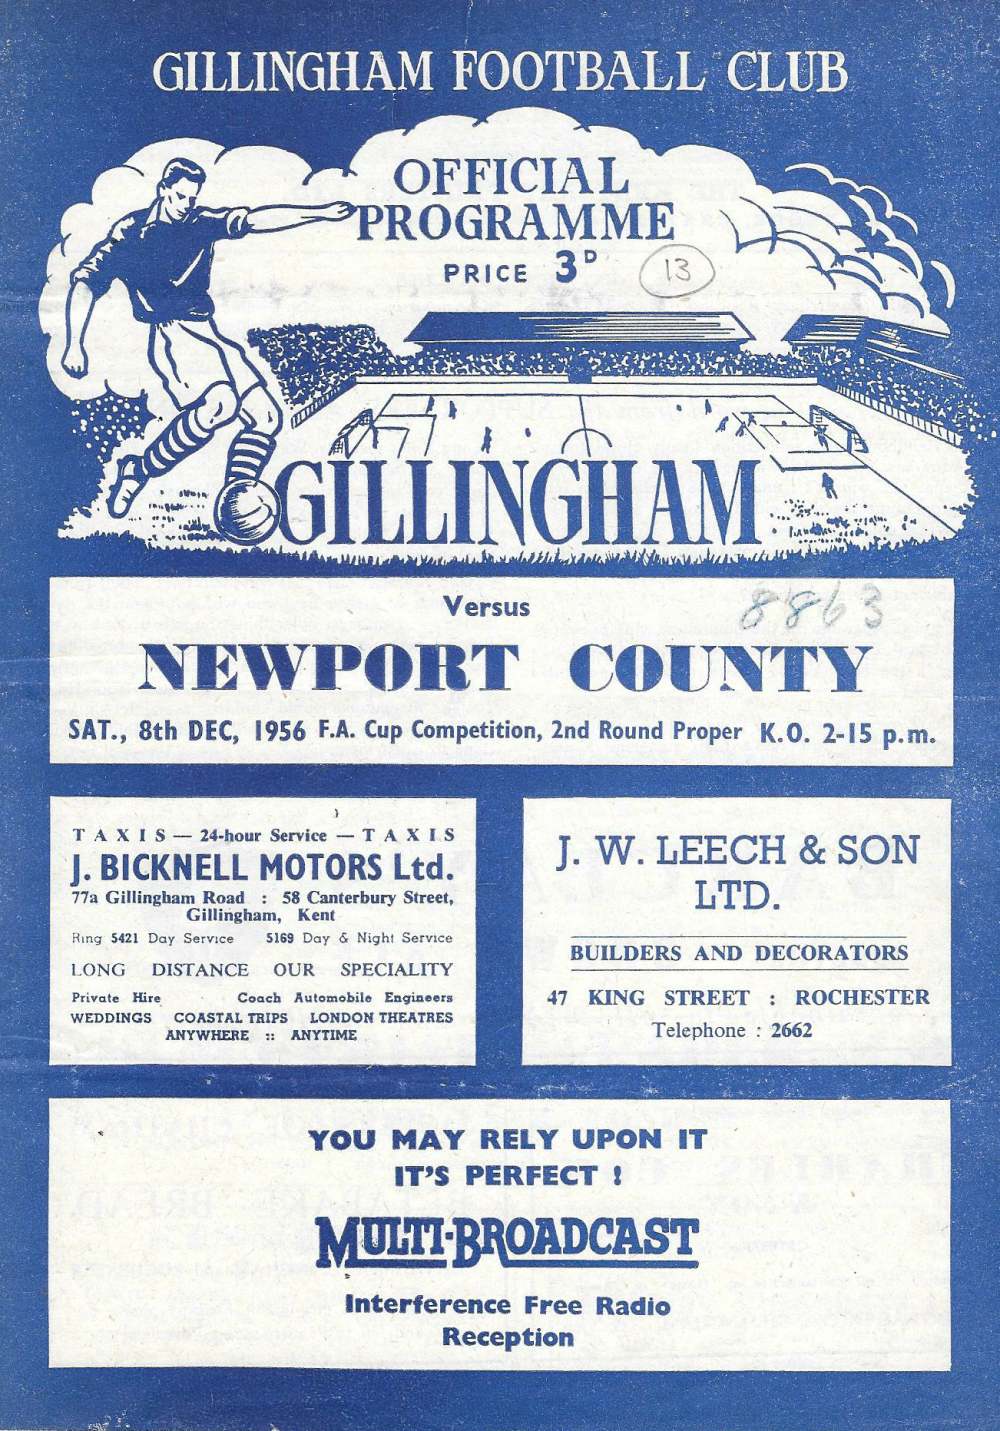 GILLINGHAM FOOTBALL CLUB
OFFICIAL
PROGRAMME
PRICE 3D
13
GILLINGHAM
Versus
8863
NEWPORT COUNTY
SAT., 8th DEC, 1956 F.A. Cup Competition, 2nd Round Proper K.O. 2-15 p.m.
TAXIS — 24-hour Service — TAXIS
J. BICKNELL MOTORS Ltd.
77a Gillingham Road : 58 Canterbury Street,
Gillingham, Kent
Ring 5421 Day Service 5169 Day & Night Service
LONG DISTANCE OUR SPECIALITY
Private Hire Coach Automobile Engineers
WEDDINGS COASTAL TRIPS LONDON THEATRES
ANYWHERE :: ANYTIME
J. W. LEECH & SON
LTD.
BUILDERS AND DECORATORS
47 KING STREET : ROCHESTER
Telephone : 2662
YOU MAY RELY UPON IT
IT'S PERFECT !
MULTI-BROADCAST
Interference Free Radio
Reception